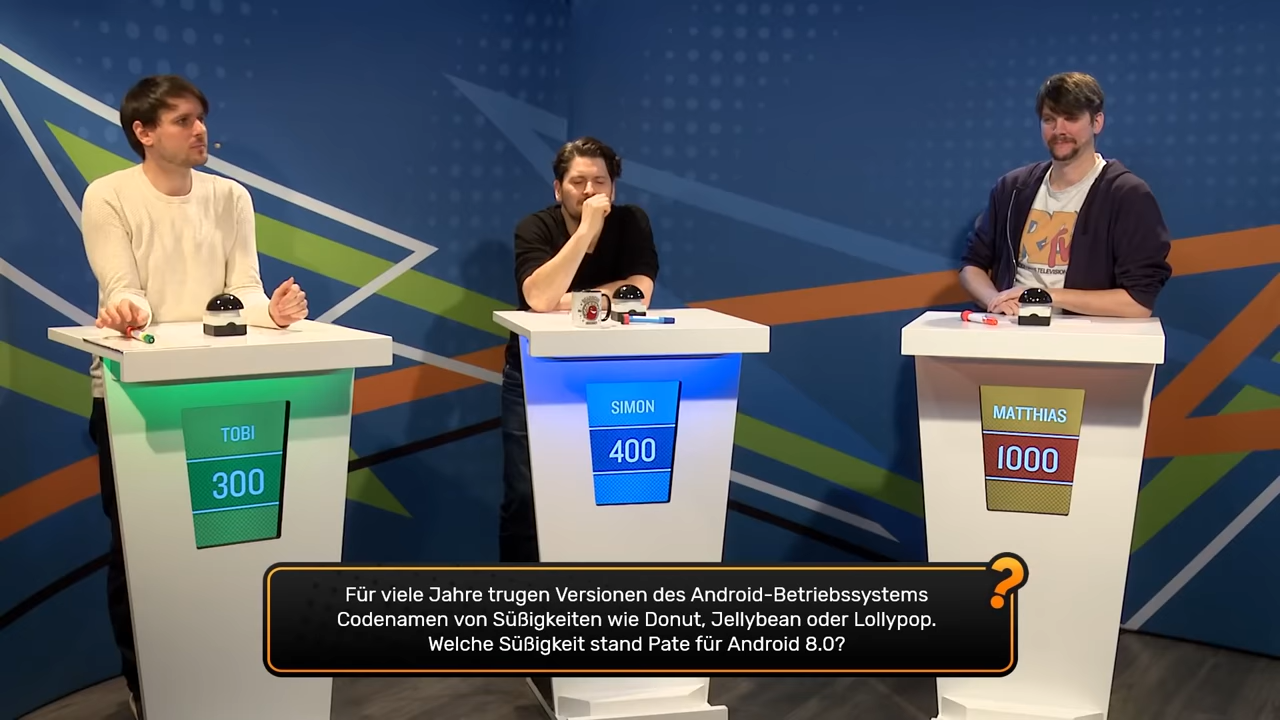 TOBI
300
SIMON
400
MATTHIAS
1000
Für viele Jahre trugen Versionen des Android-Betriebssystems
Codenamen von Süßigkeiten wie Donut, Jellybean oder Lollypop.
Welche Süßigkeit stand Pate für Android 8.0?
?